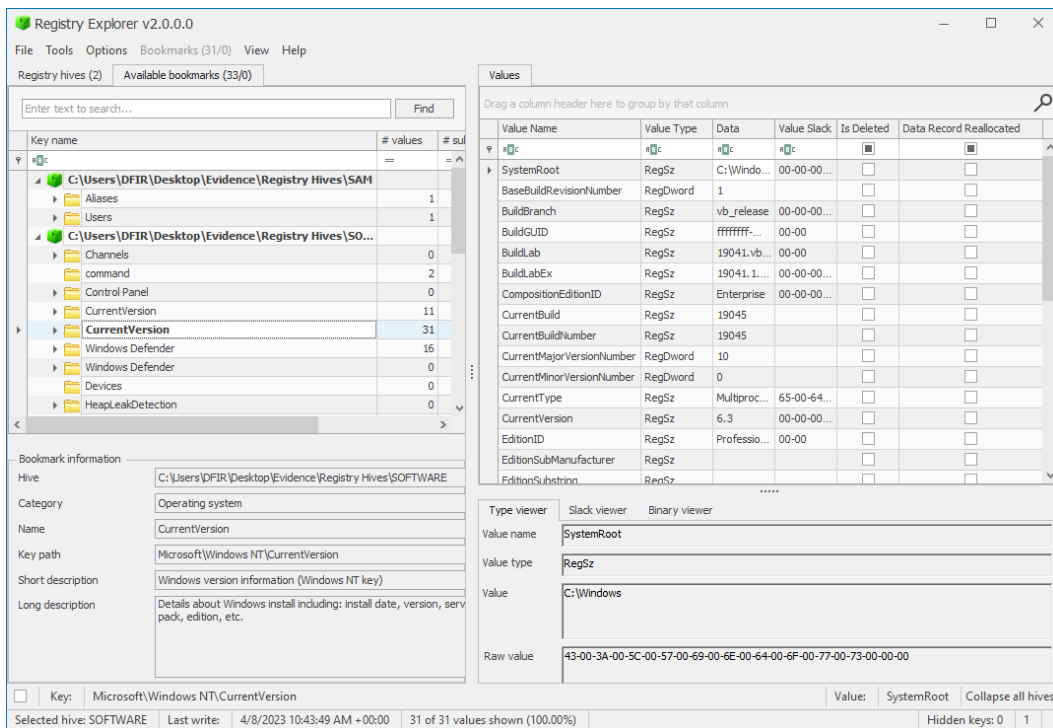 Registry Explorer v2.0.0.0
File Tools Options Bookmarks (31/0) View Help
Registry hives (2) Available bookmarks (33/0)
Enter text to search... Find
Key name # values # su
=
C:\Users\DFIR\Desktop\Evidence\Registry Hives\SAM
Aliases 1
Users 1
C:\Users\DFIR\Desktop\Evidence\Registry Hives\SO...
Channels 0
command 2
Control Panel 0
CurrentVersion 11
CurrentVersion 31
Windows Defender 16
Windows Defender 0
Devices 0
HeapLeakDetection 0
Bookmark information
Hive C:\Users\DFIR\Desktop\Evidence\Registry Hives\SOFTWARE
Category Operating system
Name CurrentVersion
Key path Microsoft\Windows NT\CurrentVersion
Short description Windows version information (Windows NT key)
Long description Details about Windows install including: install date, version, serv
pack, edition, etc.
Values
Drag a column header here to group by that column
Value Name Value Type Data Value Slack Is Deleted Data Record Reallocated
SystemRoot RegSz C:\Windo... 00-00-00...
BaseBuildRevisionNumber RegDword 1
BuildBranch RegSz vb_release 00-00-00...
BuildGUID RegSz ffffffff-... 00-00
BuildLab RegSz 19041.vb... 00-00
BuildLabEx RegSz 19041.1.... 00-00-00...
CompositionEditionID RegSz Enterprise 00-00-00...
CurrentBuild RegSz 19045
CurrentBuildNumber RegSz 19045
CurrentMajorVersionNumber RegDword 10
CurrentMinorVersionNumber RegDword 0
CurrentType RegSz Multiproc... 65-00-64...
CurrentVersion RegSz 6.3 00-00-00...
EditionID RegSz Professio... 00-00
EditionSubManufacturer RegSz
EditionSubstring RegSz
Type viewer Slack viewer Binary viewer
Value name SystemRoot
Value type RegSz
Value C:\Windows
Raw value 43-00-3A-00-5C-00-57-00-69-00-6E-00-64-00-6F-00-77-00-73-00-00-00
Key: Microsoft\Windows NT\CurrentVersion Value: SystemRoot Collapse all hives
Selected hive: SOFTWARE Last write: 4/8/2023 10:43:49 AM +00:00 31 of 31 values shown (100.00%) Hidden keys: 0 1